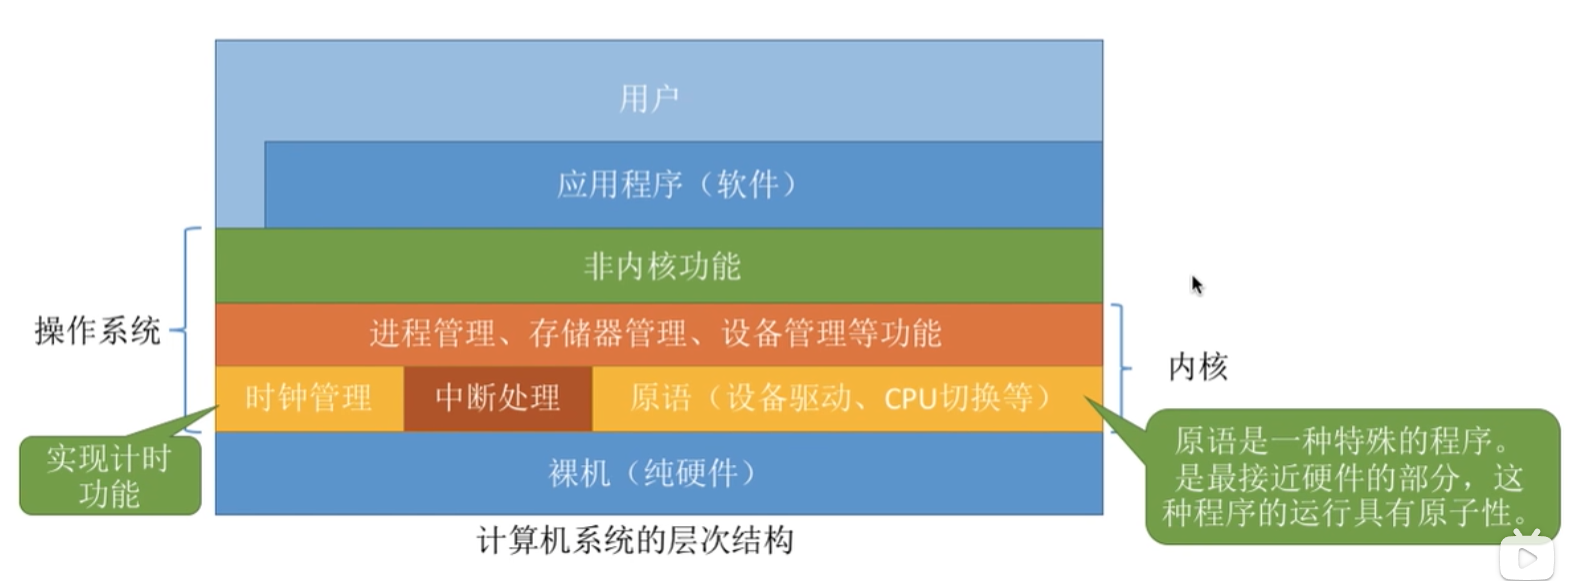 用户
应用程序（软件）
非内核功能
操作系统
进程管理、存储器管理、设备管理等功能
内核
时钟管理
中断处理
原语（设备驱动、CPU切换等）
实现计时
功能
原语是一种特殊的程序。
是最接近硬件的部分，这
种程序的运行具有原子性。
裸机（纯硬件）
计算机系统的层次结构